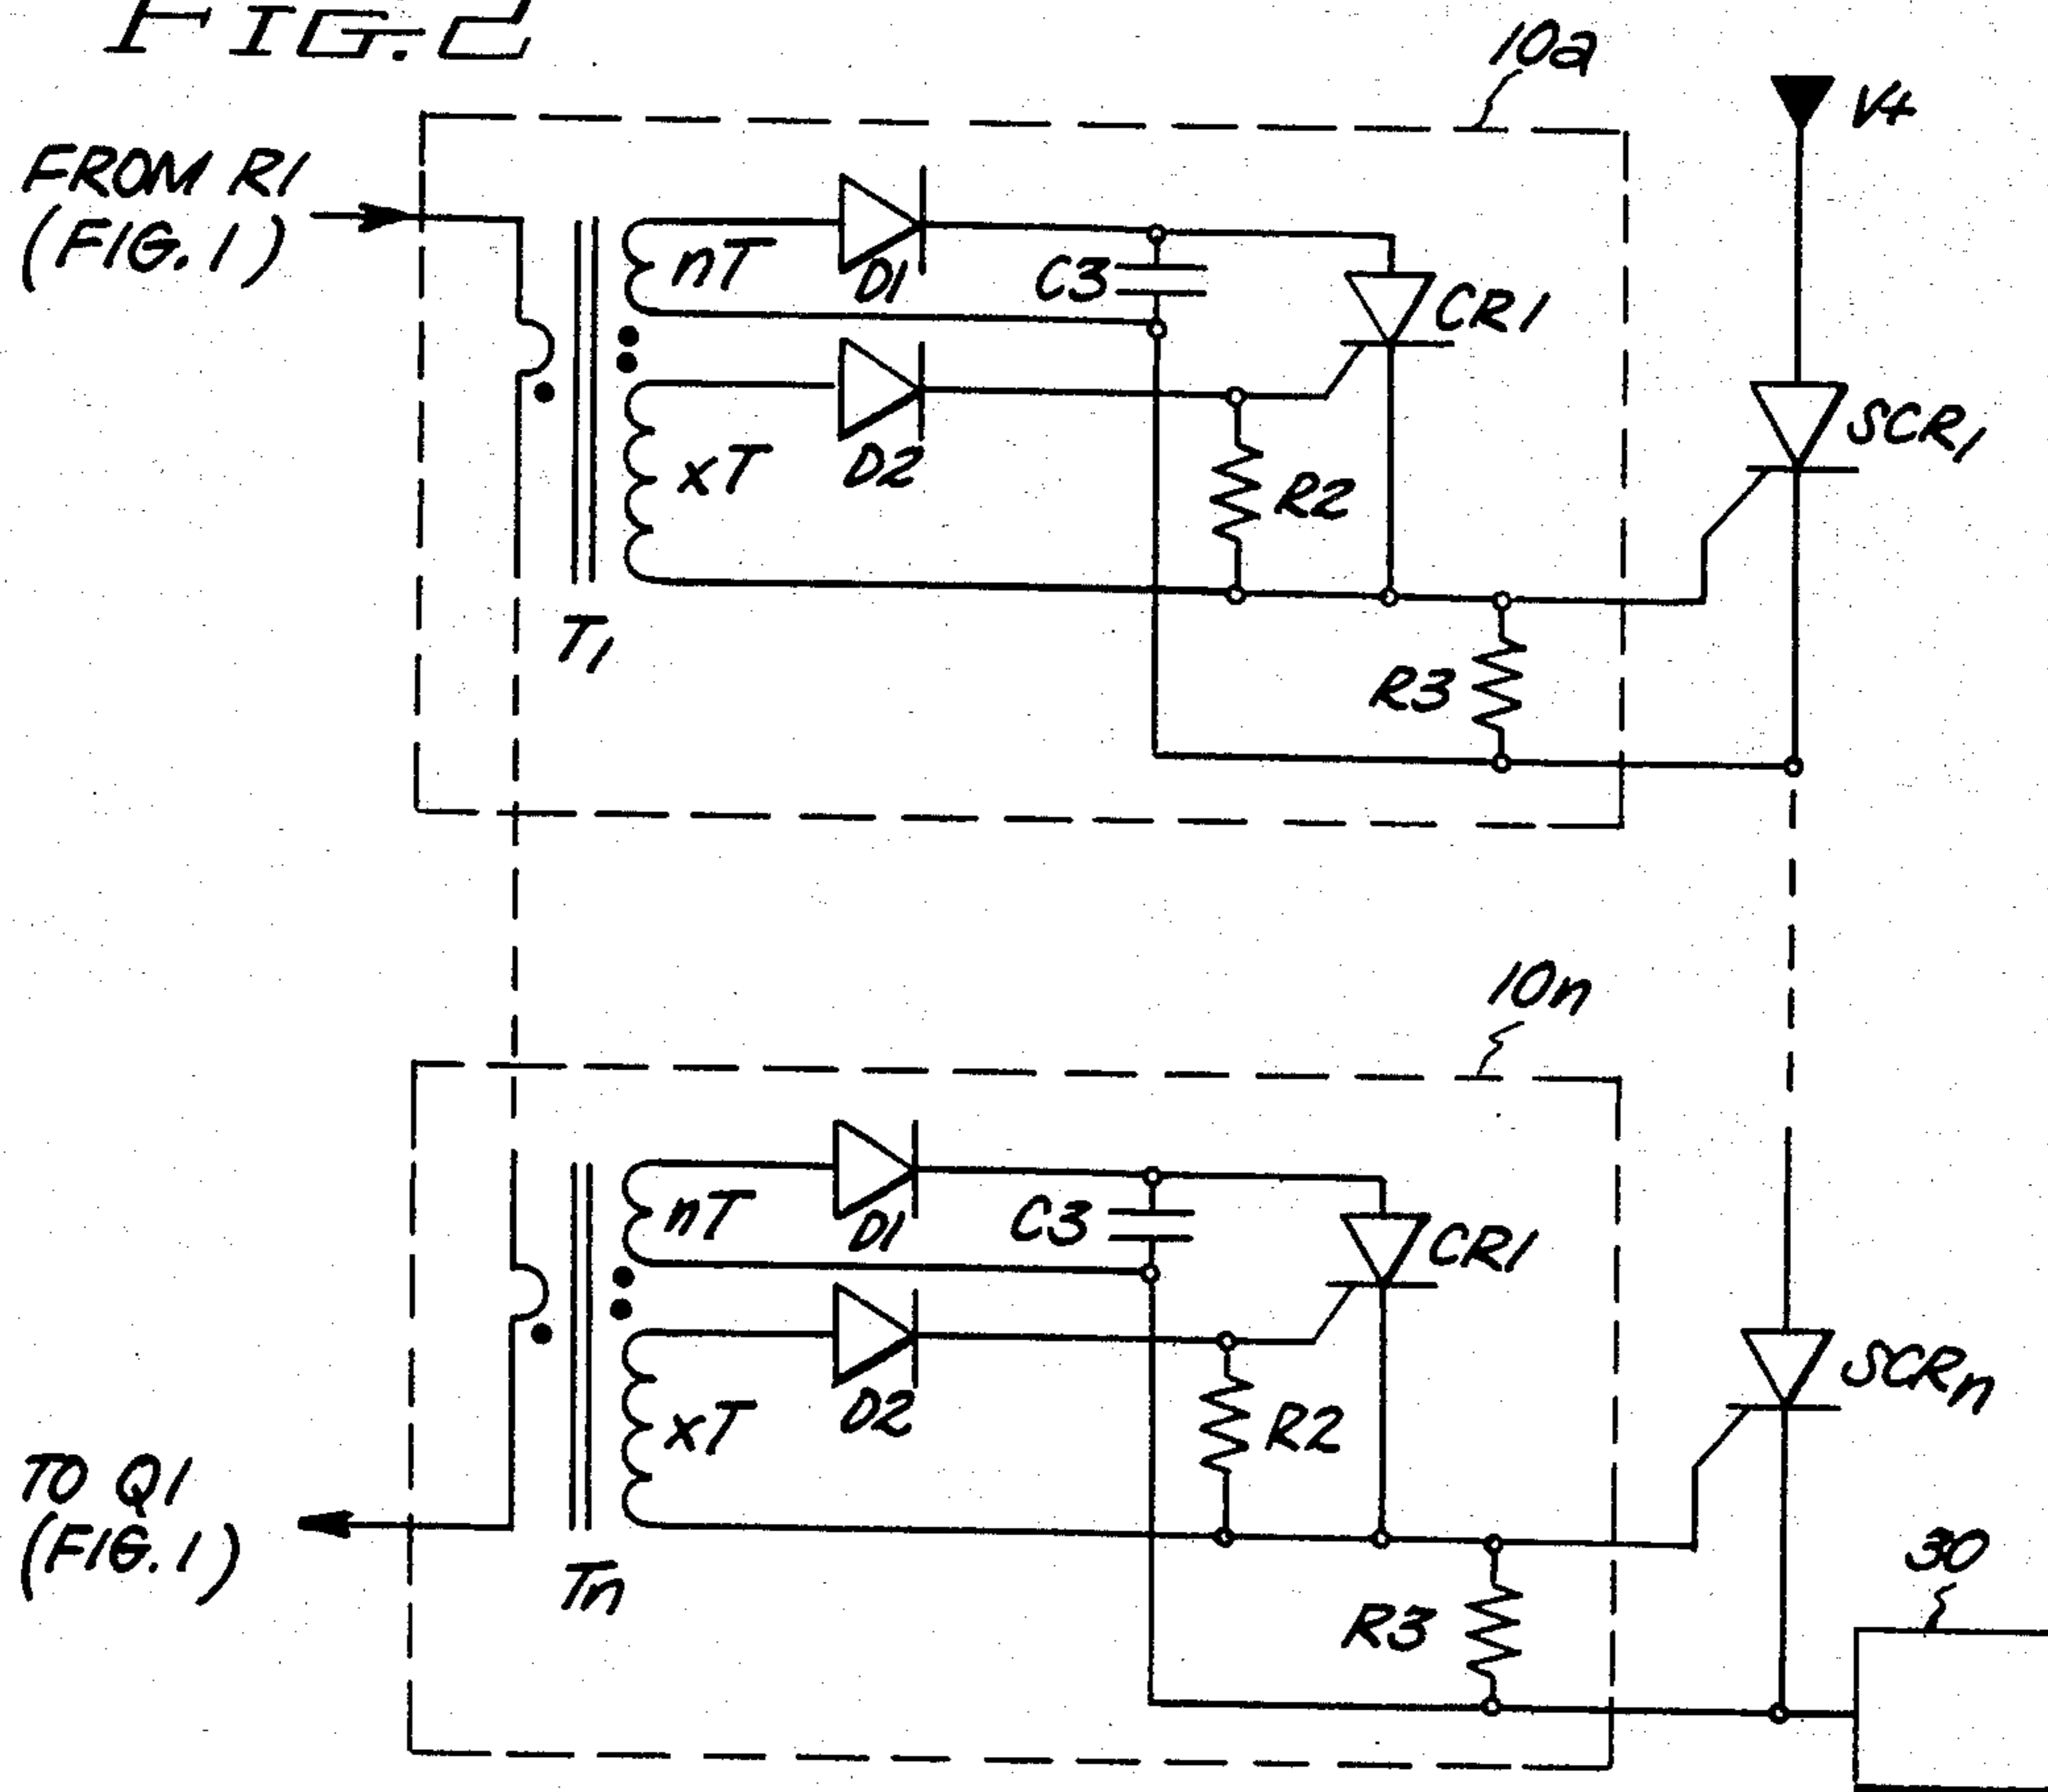 FIG. 2
10a
V+
FROM R1
(FIG. 1)
nT
D1
C3
CR1
SCR1
xT
D2
R2
T1
R3
10n
nT
D1
C3
CR1
SCRn
xT
D2
R2
TO Q1
(FIG. 1)
Tn
R3
30